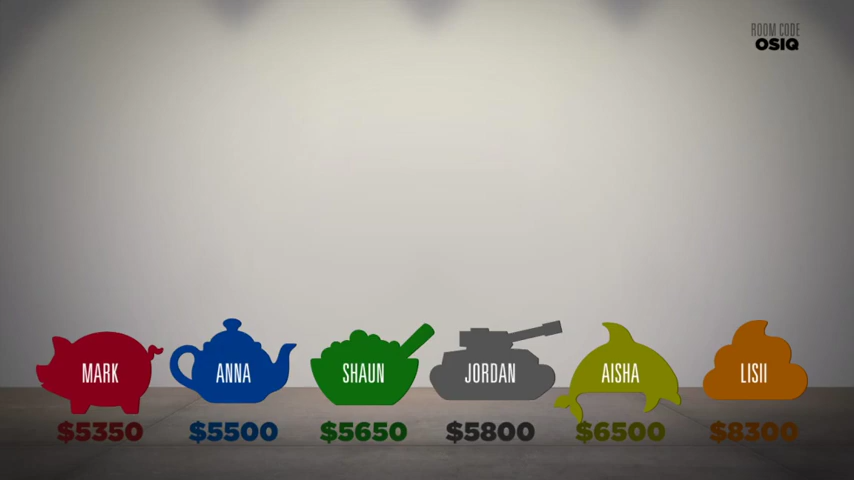 ROOM CODE
OSIQ
MARK ANNA SHAUN JORDAN AISHA LISII
$5350 $5500 $5650 $5800 $6500 $8300